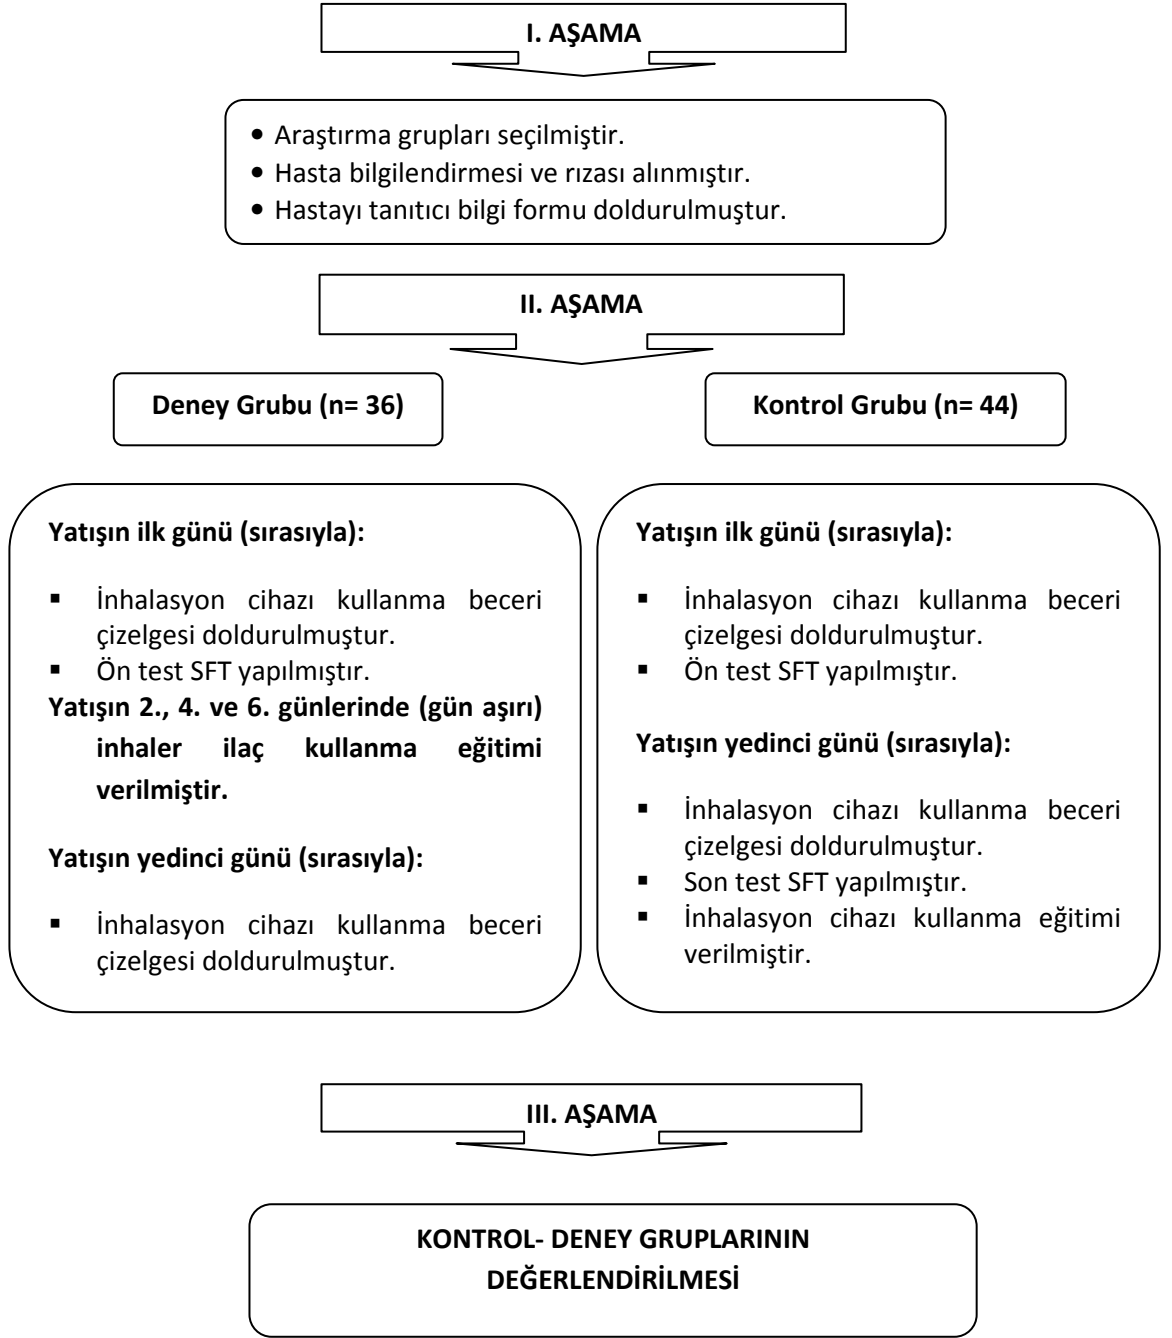 I. AŞAMA
• Araştırma grupları seçilmiştir.
• Hasta bilgilendirmesi ve rızası alınmıştır.
• Hastayı tanıtıcı bilgi formu doldurulmuştur.
II. AŞAMA
Deney Grubu (n= 36)
Kontrol Grubu (n= 44)
Yatışın ilk günü (sırasıyla):
▪ İnhalasyon cihazı kullanma beceri
çizelgesi doldurulmuştur.
▪ Ön test SFT yapılmıştır.
Yatışın 2., 4. ve 6. günlerinde (gün aşırı)
inhaler ilaç kullanma eğitimi
verilmiştir.
Yatışın yedinci günü (sırasıyla):
▪ İnhalasyon cihazı kullanma beceri
çizelgesi doldurulmuştur.
Yatışın ilk günü (sırasıyla):
▪ İnhalasyon cihazı kullanma beceri
çizelgesi doldurulmuştur.
▪ Ön test SFT yapılmıştır.
Yatışın yedinci günü (sırasıyla):
▪ İnhalasyon cihazı kullanma beceri
çizelgesi doldurulmuştur.
▪ Son test SFT yapılmıştır.
▪ İnhalasyon cihazı kullanma eğitimi
verilmiştir.
III. AŞAMA
KONTROL- DENEY GRUPLARININ
DEĞERLENDİRİLMESİ